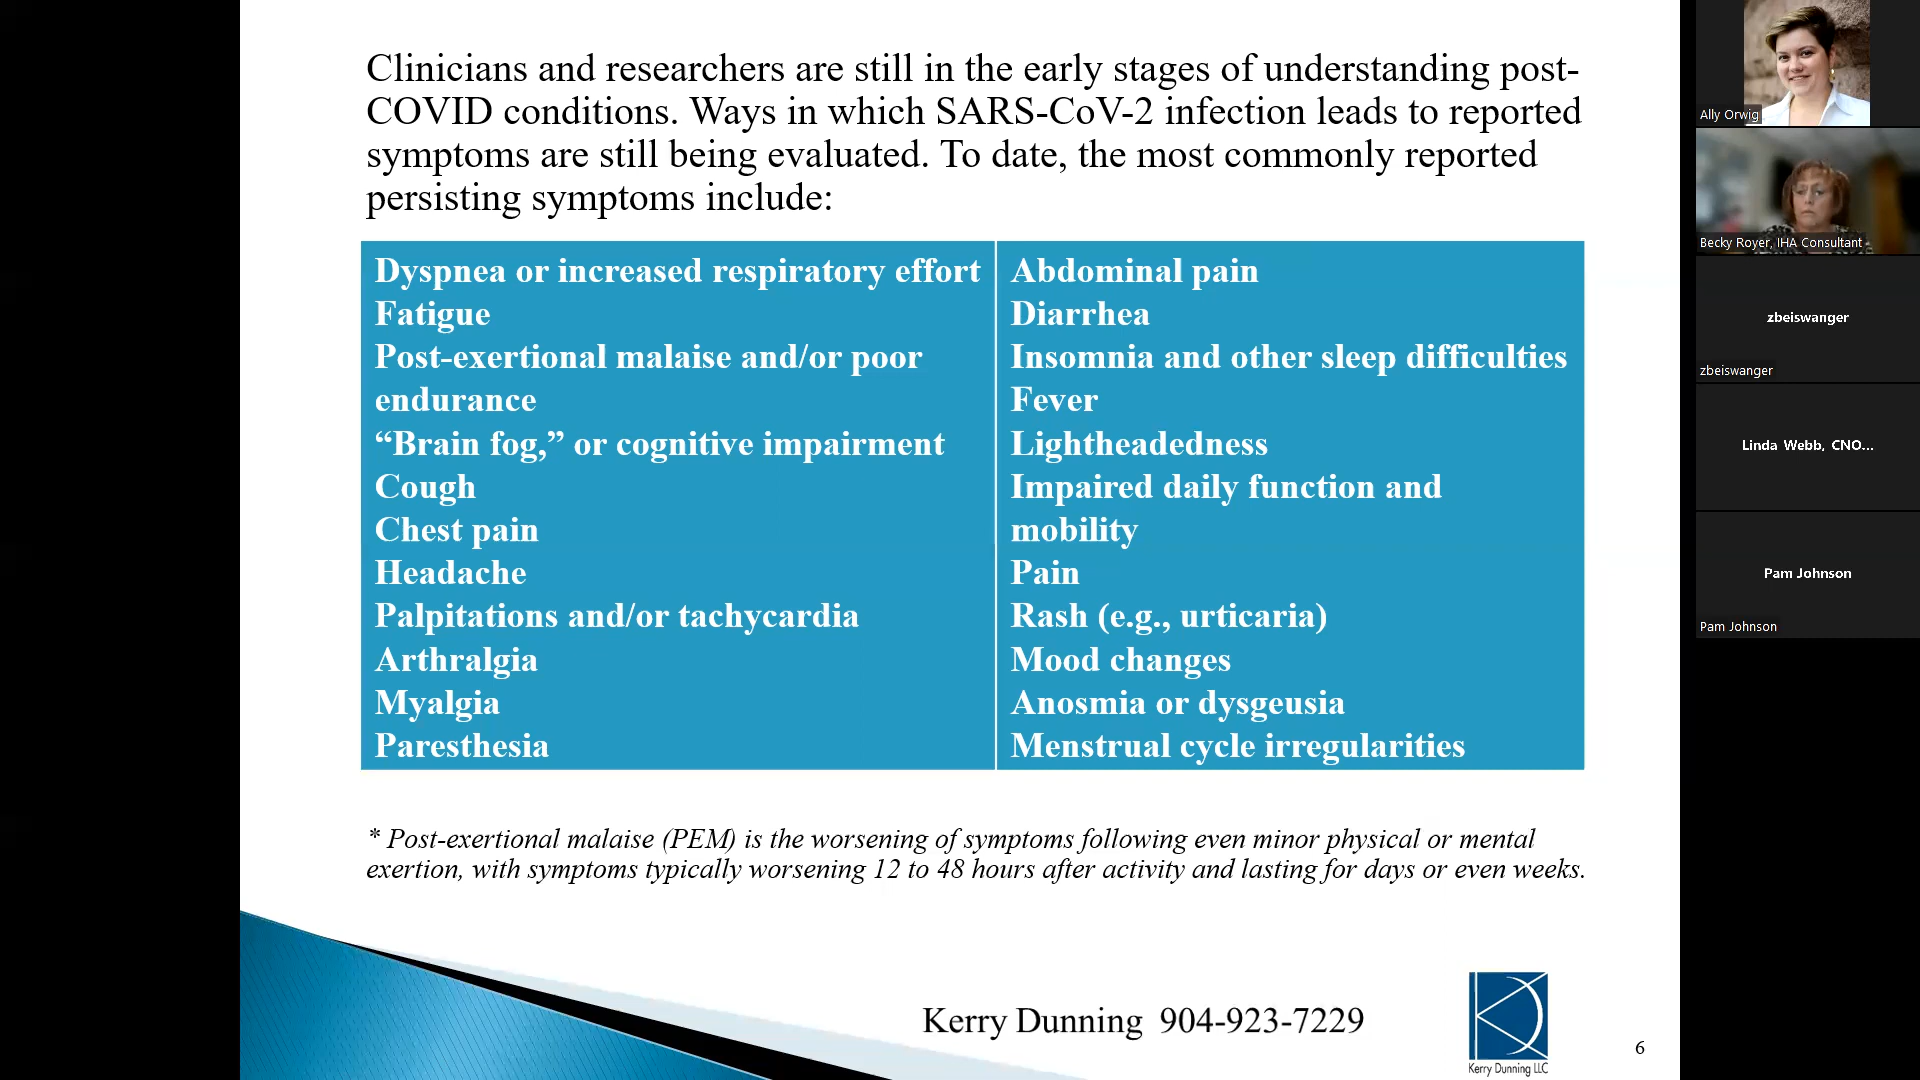 Clinicians and researchers are still in the early stages of understanding post-
COVID conditions. Ways in which SARS-CoV-2 infection leads to reported
symptoms are still being evaluated. To date, the most commonly reported
persisting symptoms include:
Dyspnea or increased respiratory effort
Fatigue
Post-exertional malaise and/or poor
endurance
“Brain fog,” or cognitive impairment
Cough
Chest pain
Headache
Palpitations and/or tachycardia
Arthralgia
Myalgia
Paresthesia
Abdominal pain
Diarrhea
Insomnia and other sleep difficulties
Fever
Lightheadedness
Impaired daily function and
mobility
Pain
Rash (e.g., urticaria)
Mood changes
Anosmia or dysgeusia
Menstrual cycle irregularities
* Post-exertional malaise (PEM) is the worsening of symptoms following even minor physical or mental
exertion, with symptoms typically worsening 12 to 48 hours after activity and lasting for days or even weeks.
Kerry Dunning 904-923-7229
Kerry Dunning LLC
6
Ally Orwig
Becky Royer, IHA Consultant
zbeiswanger
zbeiswanger
Linda Webb, CNO...
Pam Johnson
Pam Johnson